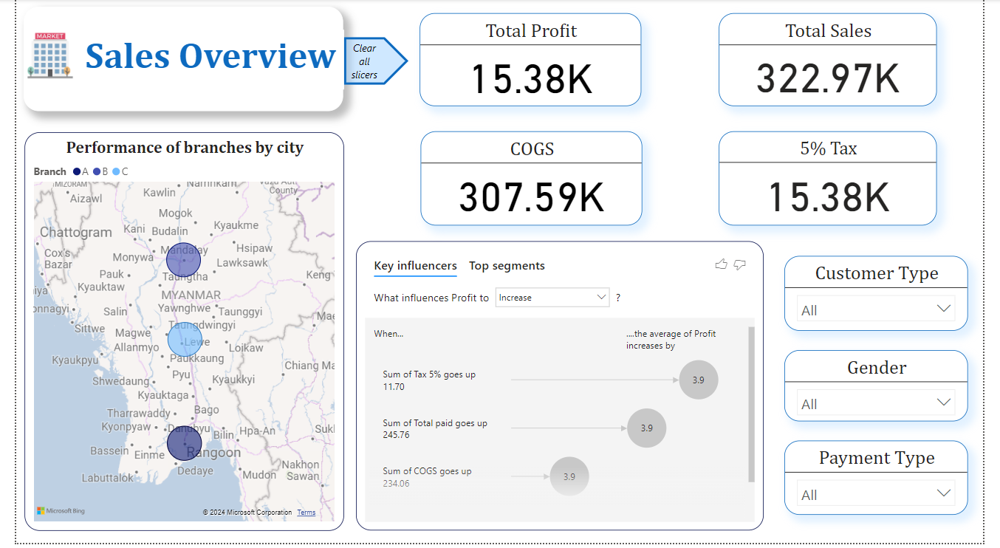 MARKET
Sales Overview
Clear
all
slicers
Total Profit
15.38K
Total Sales
322.97K
COGS
307.59K
5% Tax
15.38K
Performance of branches by city
Branch A B C
MIZORAM
Namhkam
County
Kawlin
Aizawl
Mogok
Kyaukme
Chattogram
Kani
Budalin
Cox's
Bazar
Mandalay
Hsipaw
Monywa
Lawksawk
Pauk
Taungtha
Keng
Kyauktaw
MYANMAR
Yawnghwe
Taunggyi
Salin
Sittwe
Taungdwingyi
Magwe
Allanmyo
Lewe
Loikaw
Kyaukpyu
Paukkaung
Chiang Ma
Pyu
Shwedaung
Kyaukkyi
Kyauktaga
Bago
Tharrawaddy
Kyonpyaw
Danubyu
Bilin
Hpa-An
Sukl
Bassein
Einme
Rangoon
Dedaye
Nakhon
Sawan
Mudon
Labuttalok
Microsoft Bing
© 2024 Microsoft Corporation Terms
Key influencers Top segments
What influences Profit to Increase ?
When...
....the average of Profit
increases by
Sum of Tax 5% goes up
11.70
3.9
Sum of Total paid goes up
245.76
3.9
Sum of COGS goes up
234.06
3.9
Customer Type
All
Gender
All
Payment Type
All